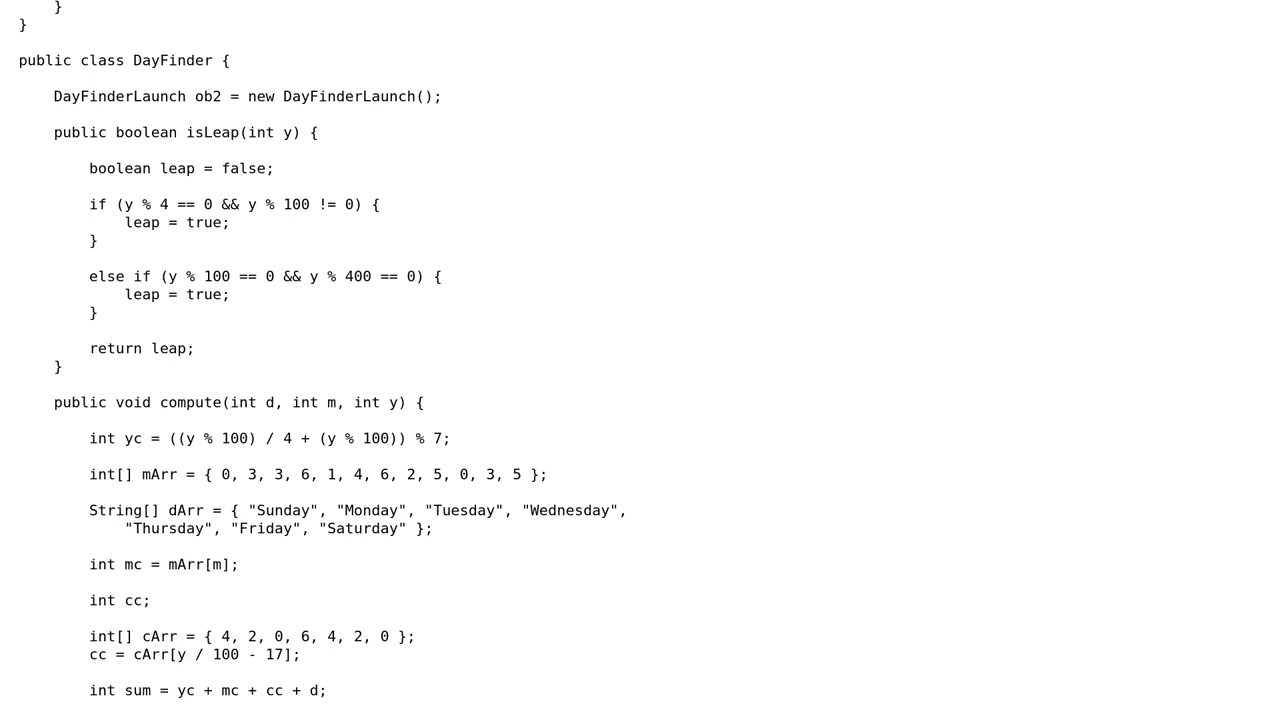 }
}
public class DayFinder {
    DayFinderLaunch ob2 = new DayFinderLaunch();
    public boolean isLeap(int y) {
        boolean leap = false;
        if (y % 4 == 0 && y % 100 != 0) {
            leap = true;
        }
        else if (y % 100 == 0 && y % 400 == 0) {
            leap = true;
        }
        return leap;
    }
    public void compute(int d, int m, int y) {
        int yc = ((y % 100) / 4 + (y % 100)) % 7;
        int[] mArr = { 0, 3, 3, 6, 1, 4, 6, 2, 5, 0, 3, 5 };
        String[] dArr = { "Sunday", "Monday", "Tuesday", "Wednesday",
            "Thursday", "Friday", "Saturday" };
        int mc = mArr[m];
        int cc;
        int[] cArr = { 4, 2, 0, 6, 4, 2, 0 };
        cc = cArr[y / 100 - 17];
        int sum = yc + mc + cc + d;